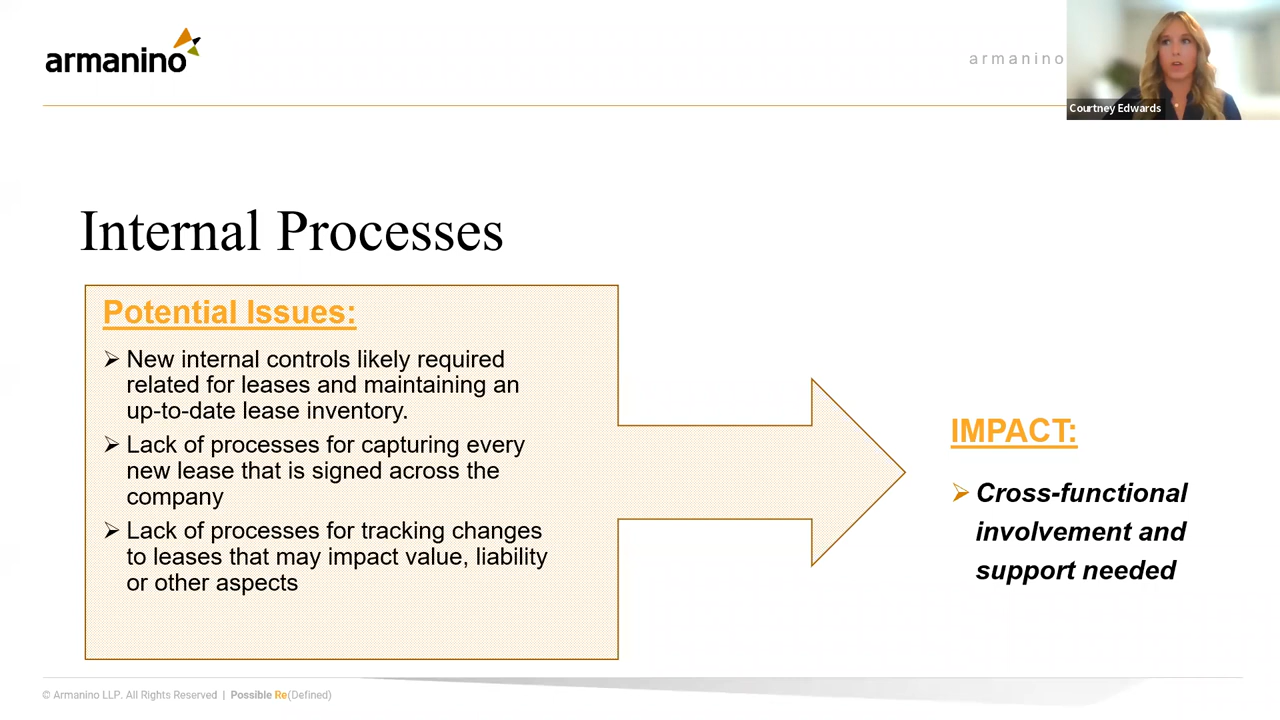 armanino
armanino
Courtney Edwards
Internal Processes
Potential Issues:
➢ New internal controls likely required
related for leases and maintaining an
up-to-date lease inventory.
➢ Lack of processes for capturing every
new lease that is signed across the
company
➢ Lack of processes for tracking changes
to leases that may impact value, liability
or other aspects
IMPACT:
➢ Cross-functional
involvement and
support needed
© Armanino LLP. All Rights Reserved | Possible Re(Defined)